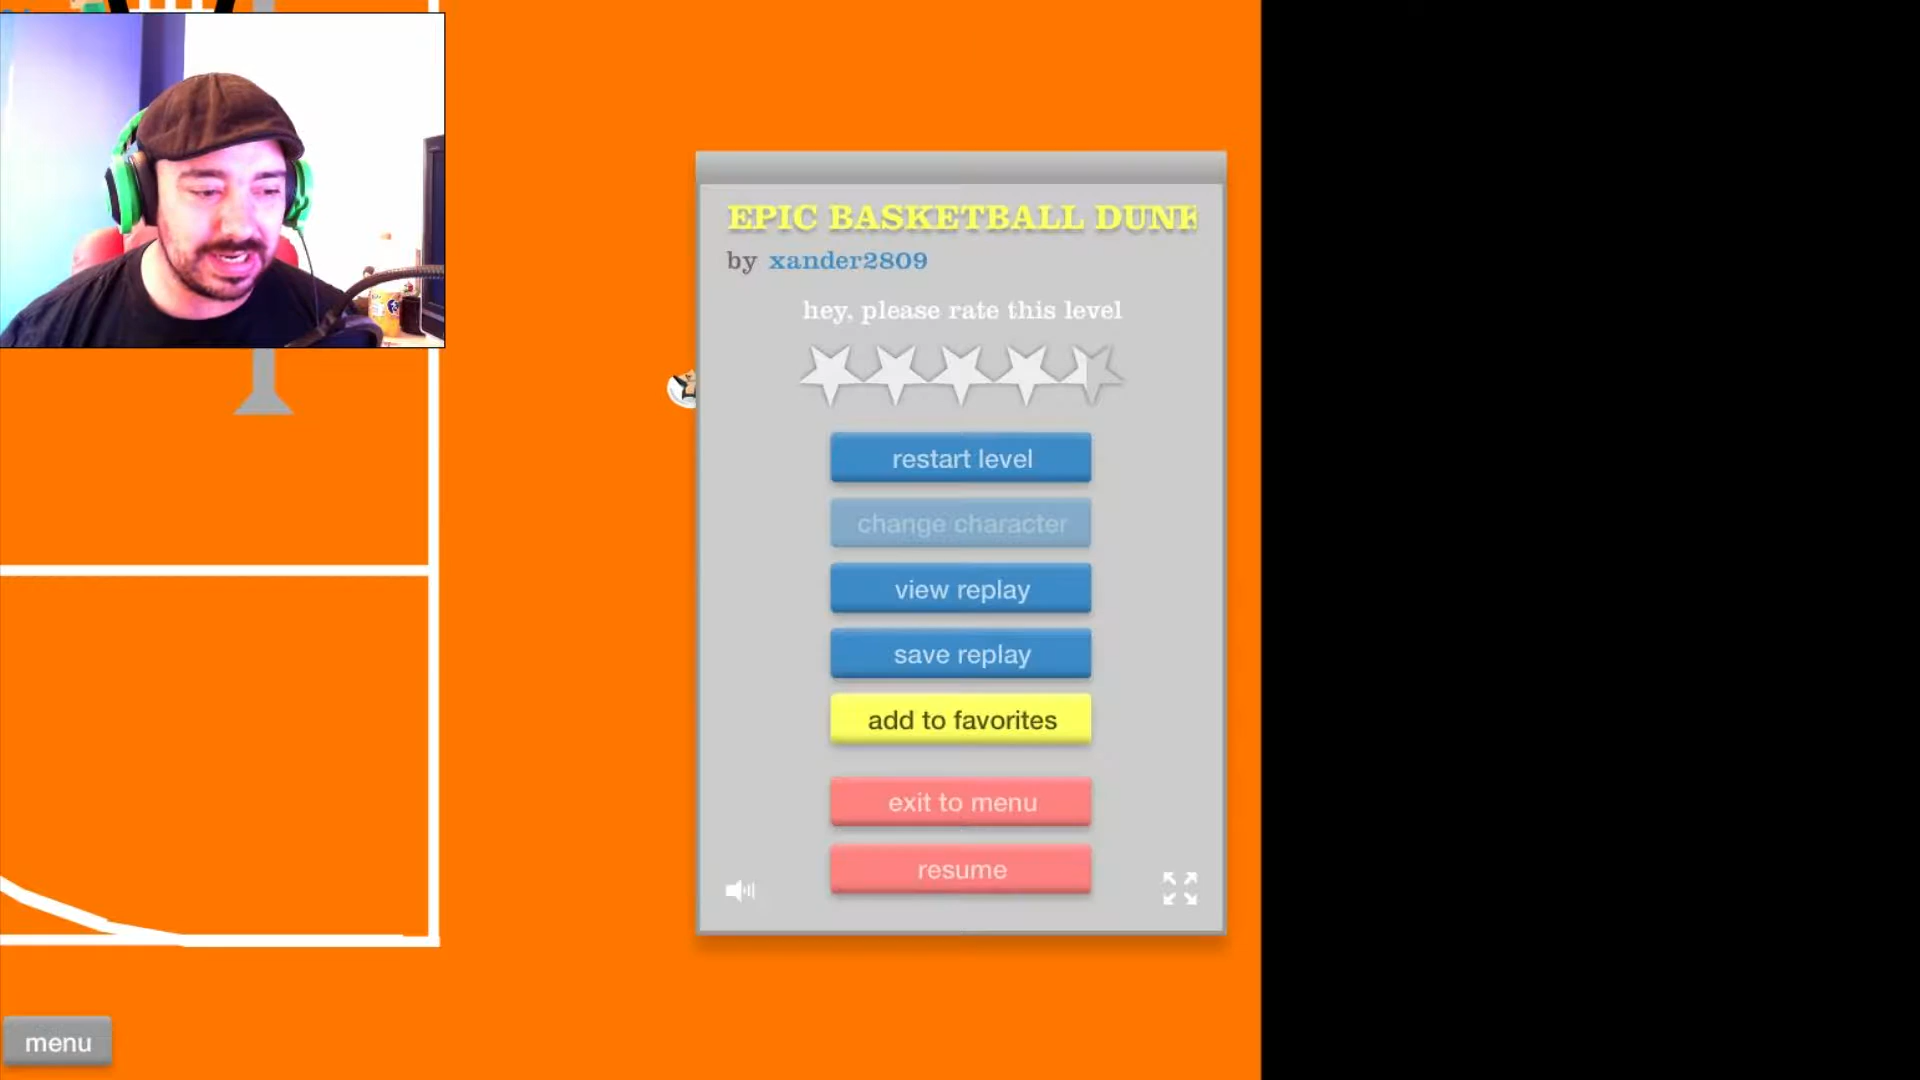 EPIC BASKETBALL DUNK
by xander2809
hey, please rate this level
restart level
change character
view replay
save replay
add to favorites
exit to menu
resume
menu